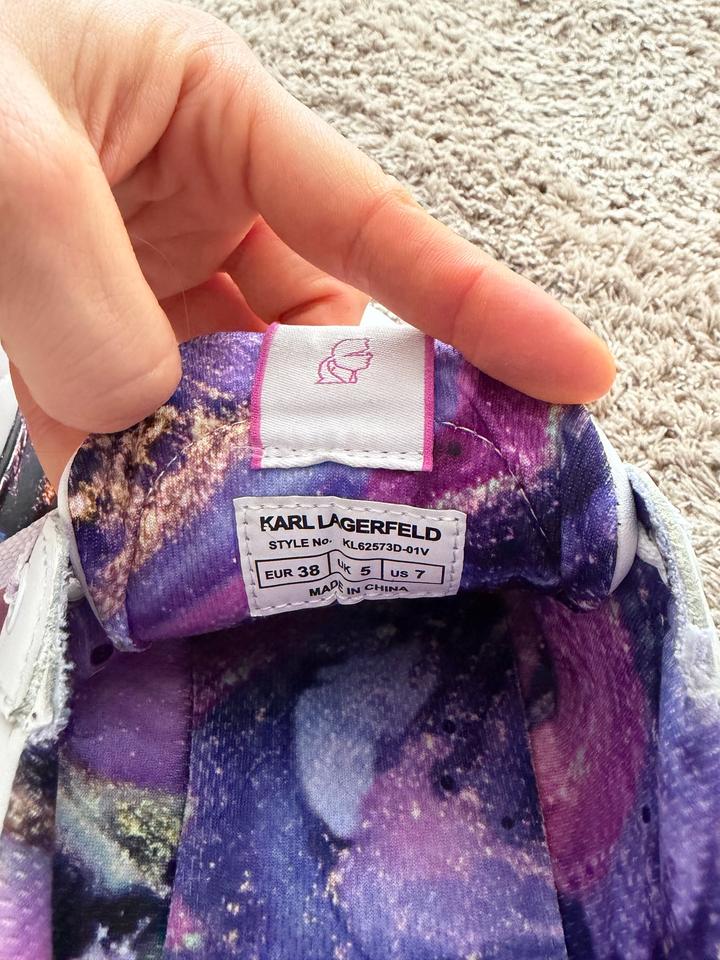 KARL LAGERFELD
STYLE No. KL62573D-01V
EUR 38 UK 5 US 7
MADE IN CHINA